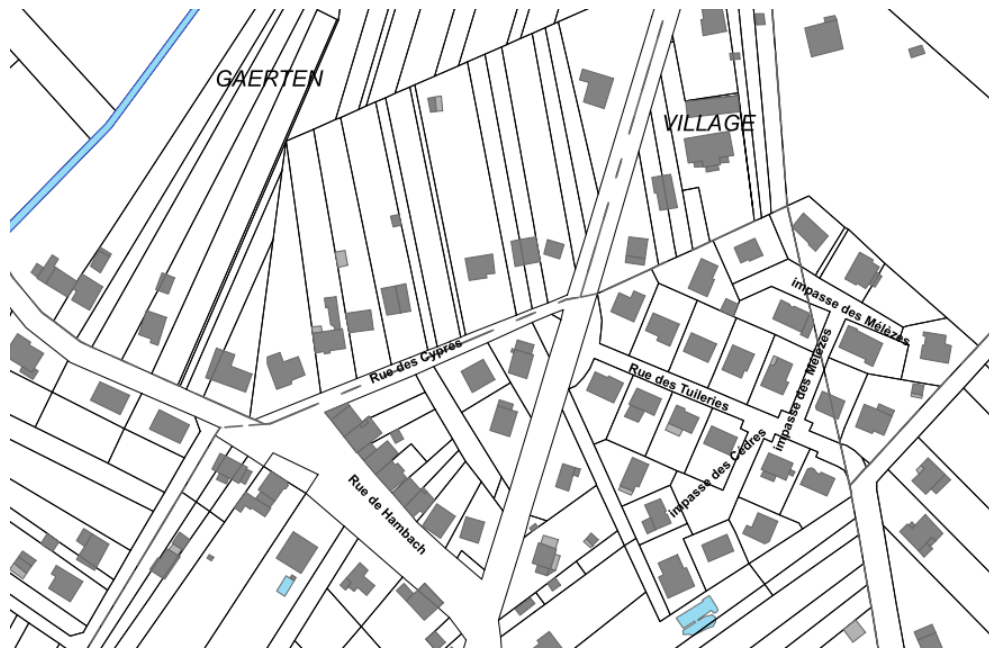 GAERTEN
VILLAGE
impasse des Mélèzes
Rue des Cyprès
Rue des Tuileries
impasse des Mélèzes
impasse des Cèdres
Rue de Hambach